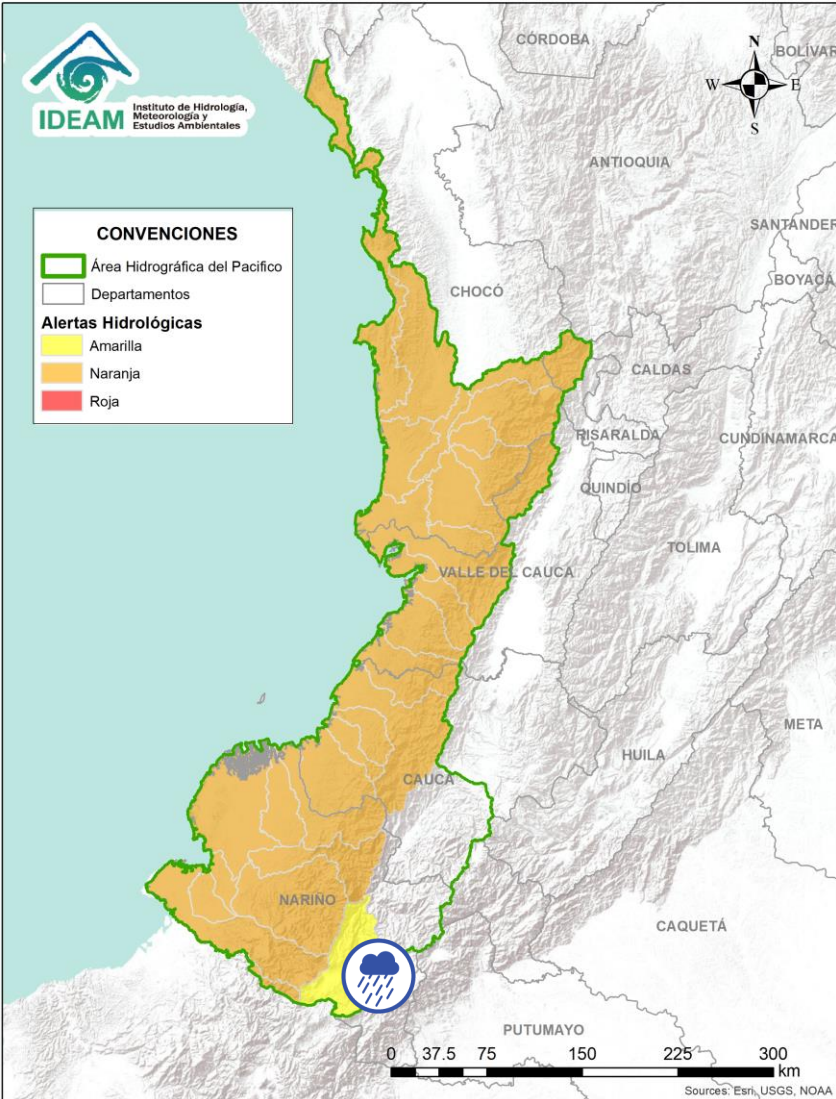 IDEAM
Instituto de Hidrología,
Meteorología y
Estudios Ambientales
N
W
E
S
CÓRDOBA
BOLÍVAR
ANTIOQUIA
SANTANDER
BOYACÁ
CONVENCIONES
Área Hidrográfica del Pacifico
Departamentos
Alertas Hidrológicas
Amarilla
Naranja
Roja
CHOCÓ
CALDAS
RISARALDA
CUNDINAMARCA
QUINDÍO
TOLIMA
VALLE DEL CAUCA
META
HUILA
CAUCA
NARIÑO
CAQUETÁ
PUTUMAYO
0 37.5 75 150 225 300
km
Sources: Esri, USGS, NOAA